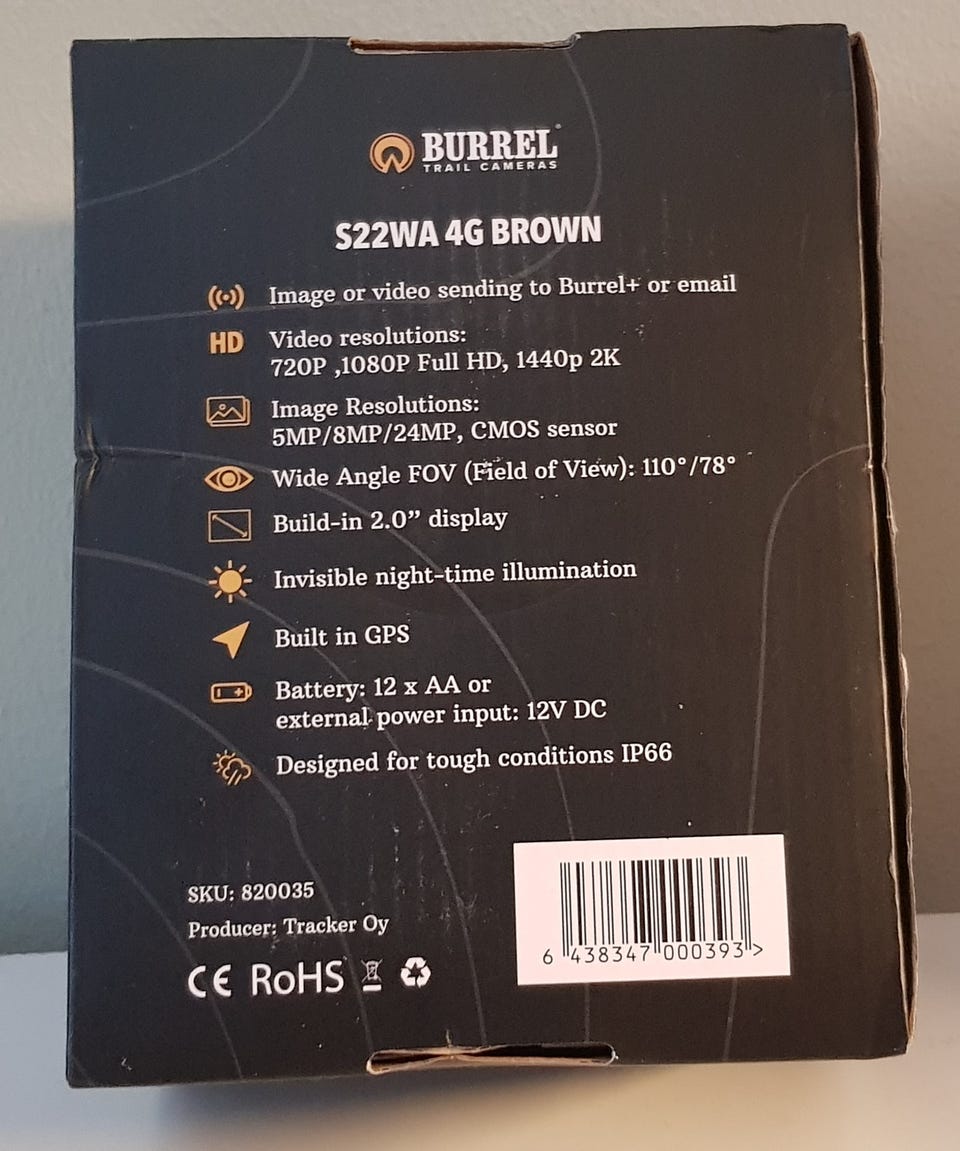 BURREL
TRAIL CAMERAS
S22WA 4G BROWN
Image or video sending to Burrel+ or email
HD
Video resolutions:
720P ,1080P Full HD, 1440p 2K
Image Resolutions:
5MP/8MP/24MP, CMOS sensor
Wide Angle FOV (Field of View): 110°/78°
Build-in 2.0” display
Invisible night-time illumination
Built in GPS
Battery: 12 x AA or
external power input: 12V DC
Designed for tough conditions IP66
SKU: 820035
Producer: Tracker Oy
CE RoHS
6 438347 000393 >